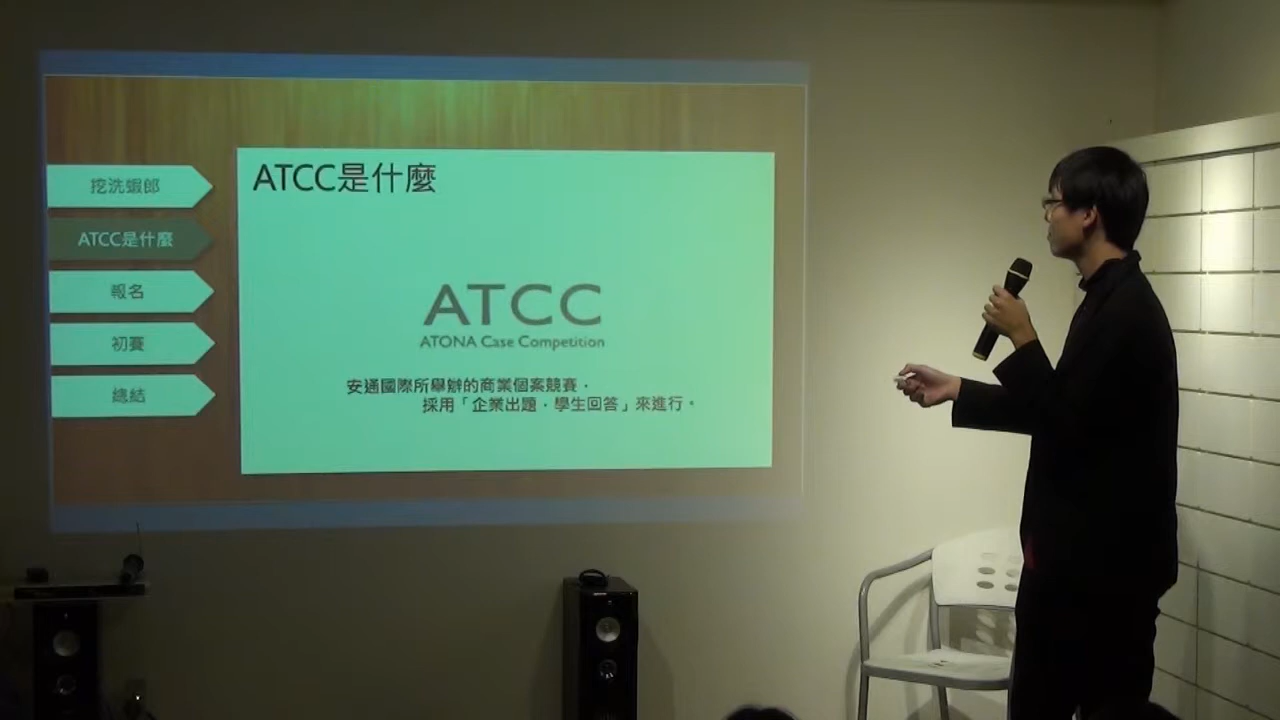 挖洗蝦郎
ATCC是什麼
報名
初賽
總結
ATCC是什麼
ATCC
ATONA Case Competition
安通國際所舉辦的商業個案競賽，
採用「企業出題，學生回答」來進行。